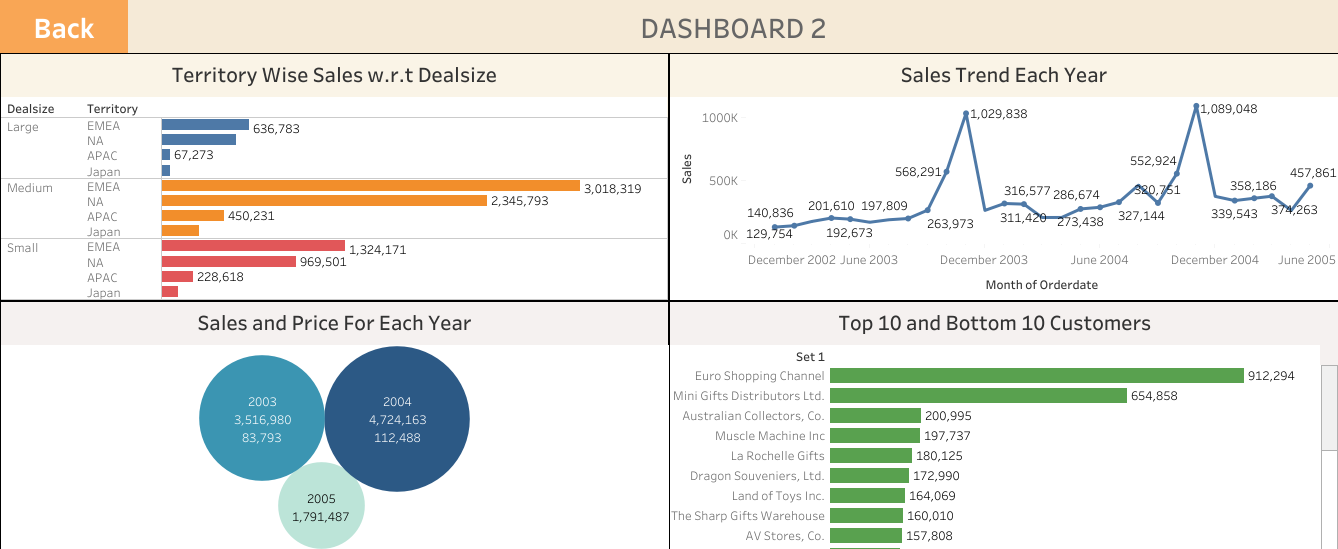 Back
DASHBOARD 2
Territory Wise Sales w.r.t Dealsize
Dealsize Territory
Large EMEA 636,783
NA
APAC 67,273
Japan
Medium EMEA 3,018,319
NA 2,345,793
APAC 450,231
Japan
Small EMEA 1,324,171
NA 969,501
APAC 228,618
Japan
Sales Trend Each Year
Sales
1000K
500K
0K
1,029,838
1,089,048
568,291
552,924
457,861
140,836
201,610
197,809
316,577
286,674
320,751
358,186
129,754
192,673
263,973
311,420
273,438
327,144
339,543
374,263
December 2002 June 2003 December 2003 June 2004 December 2004 June 2005
Month of Orderdate
Sales and Price For Each Year
2003
3,516,980
83,793
2004
4,724,163
112,488
2005
1,791,487
Top 10 and Bottom 10 Customers
Set 1
Euro Shopping Channel 912,294
Mini Gifts Distributors Ltd. 654,858
Australian Collectors, Co. 200,995
Muscle Machine Inc 197,737
La Rochelle Gifts 180,125
Dragon Souveniers, Ltd. 172,990
Land of Toys Inc. 164,069
The Sharp Gifts Warehouse 160,010
AV Stores, Co. 157,808